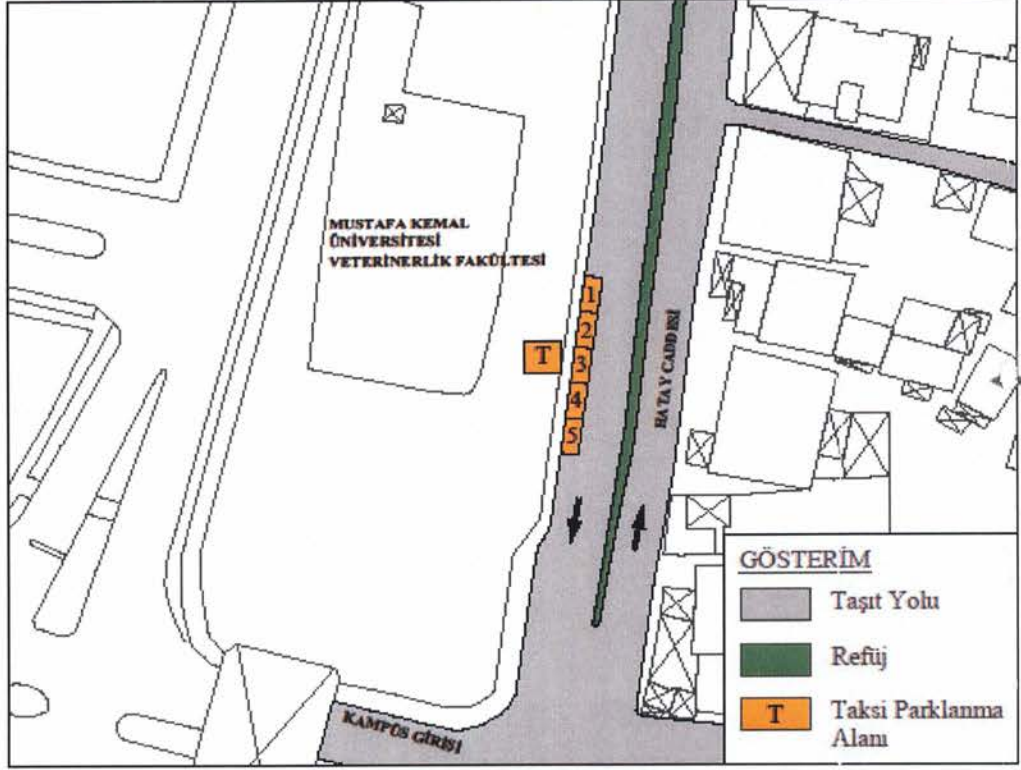 MUSTAFA KEMAL
ÜNİVERSİTESİ
VETERİNERLİK FAKÜLTESİ
1
2
T
3
4
5
HATAY CADDESİ
KAMPÜS GİRİSİ
GÖSTERİM
Taşıt Yolu
Refüj
T
Taksi Parklanma
Alanı